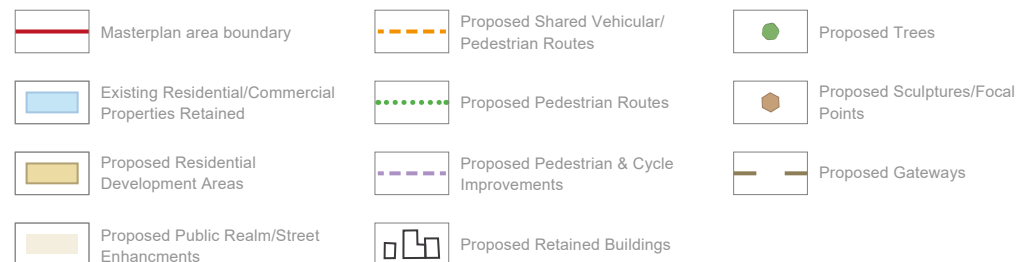 Masterplan area boundary
Existing Residential/Commercial
Properties Retained
Proposed Residential
Development Areas
Proposed Public Realm/Street
Enhancments
Proposed Shared Vehicular/
Pedestrian Routes
Proposed Pedestrian Routes
Proposed Pedestrian & Cycle
Improvements
Proposed Retained Buildings
Proposed Trees
Proposed Sculptures/Focal
Points
Proposed Gateways